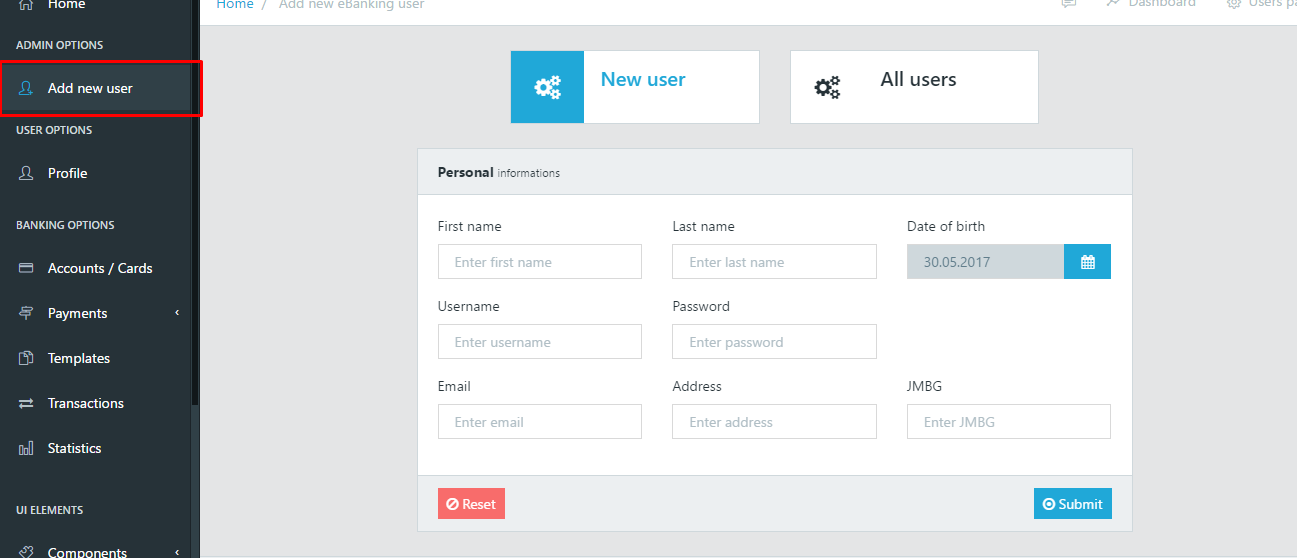 Home
ADMIN OPTIONS
Add new user
USER OPTIONS
Profile
BANKING OPTIONS
Accounts / Cards
Payments
Templates
Transactions
Statistics
UI ELEMENTS
Components
Home / Add new eBanking user
Dashboard
Users pa
New user
All users
Personal informations
First name
Last name
Date of birth
Enter first name
Enter last name
30.05.2017
Username
Password
Enter username
Enter password
Email
Address
JMBG
Enter email
Enter address
Enter JMBG
Reset
Submit